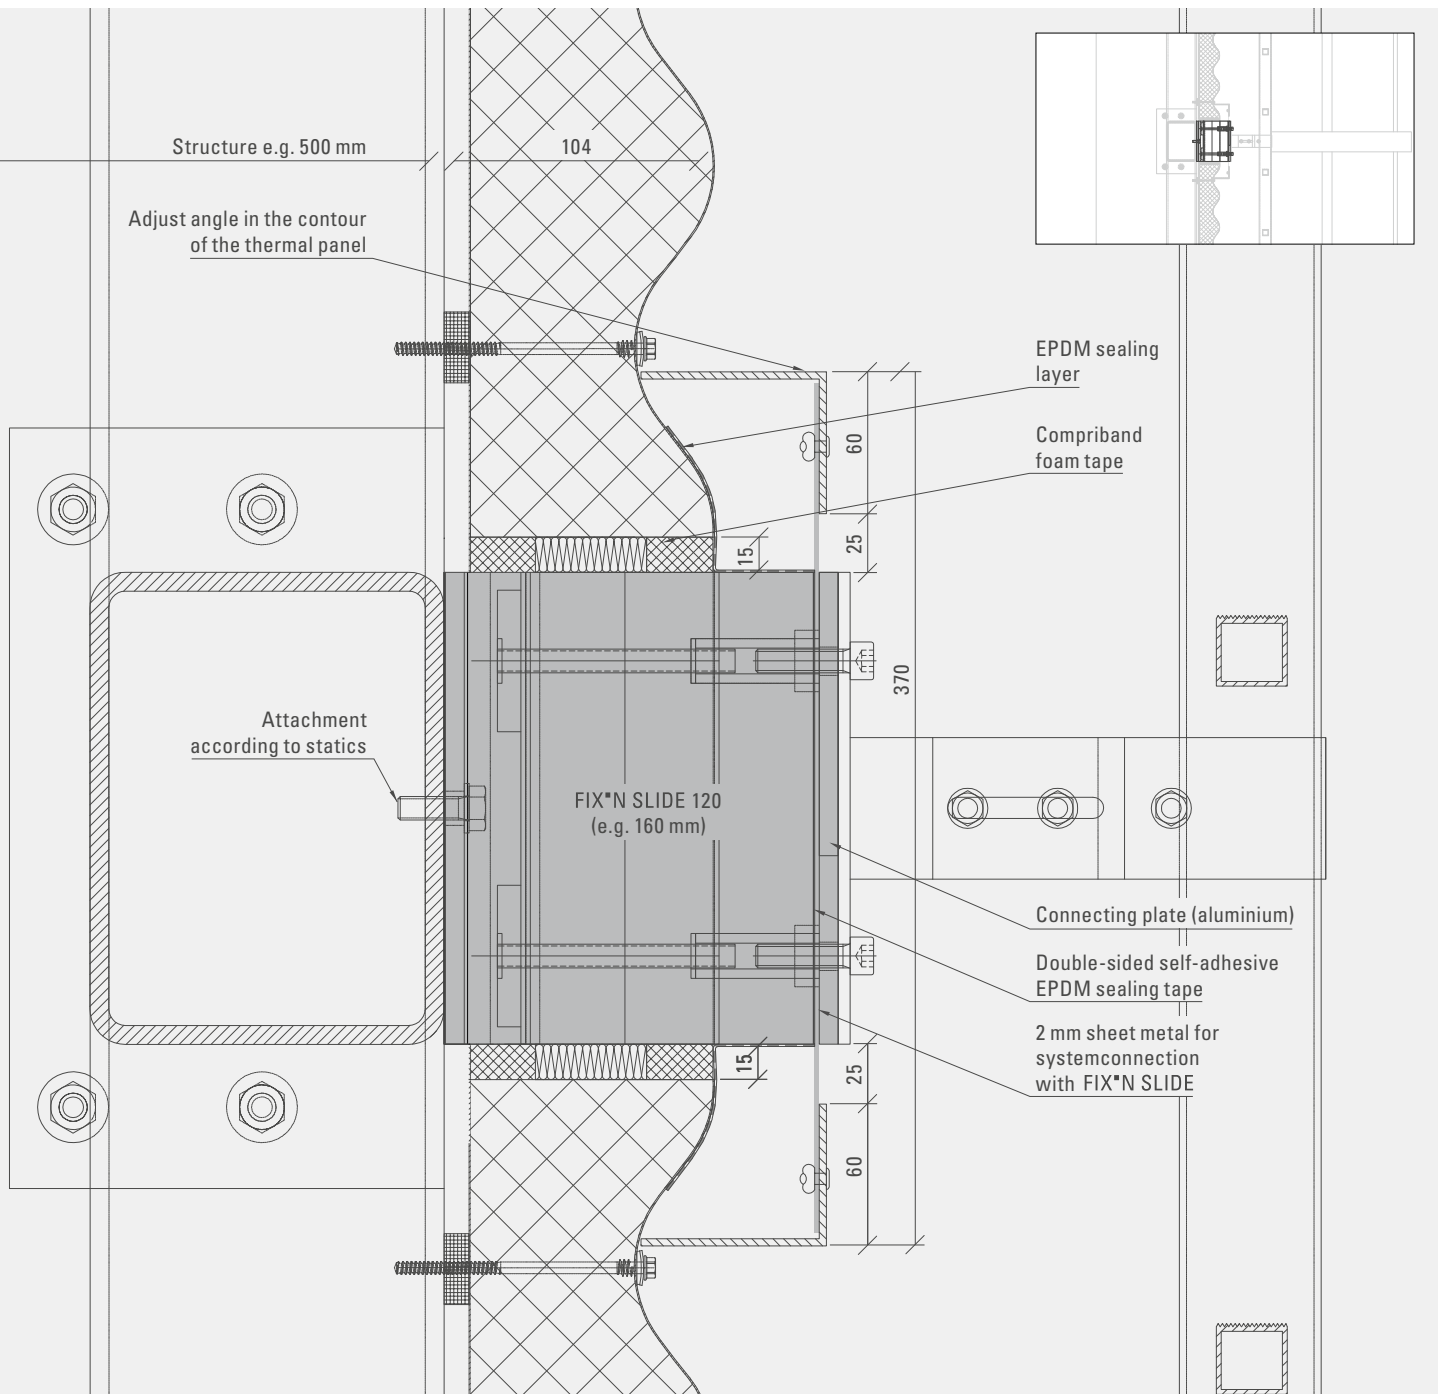 Structure e.g. 500 mm
104
Adjust angle in the contour
of the thermal panel
EPDM sealing
layer
Compriband
foam tape
60
25
15
370
Attachment
according to statics
FIX■N SLIDE 120
(e.g. 160 mm)
Connecting plate (aluminium)
Double-sided self-adhesive
EPDM sealing tape
2 mm sheet metal for
systemconnection
with FIX■N SLIDE
15
25
60